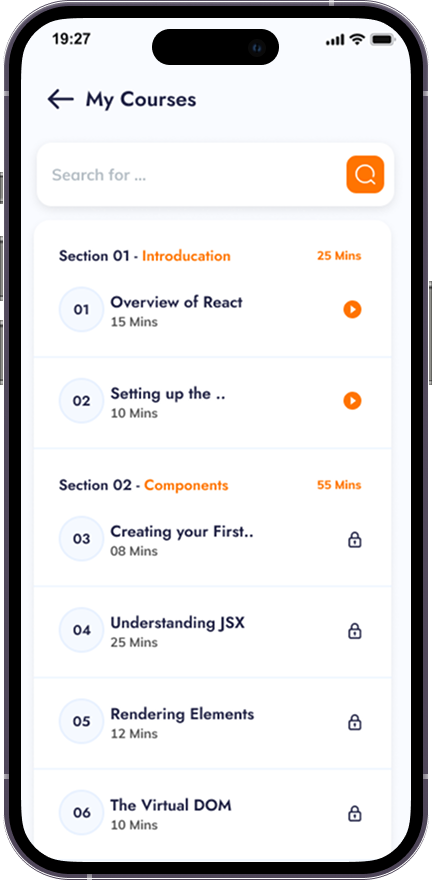 19:27
My Courses
Search for ...
Section 01 - Introducation 25 Mins
01 Overview of React
15 Mins
02 Setting up the ..
10 Mins
Section 02 - Components 55 Mins
03 Creating your First..
08 Mins
04 Understanding JSX
25 Mins
05 Rendering Elements
12 Mins
06 The Virtual DOM
10 Mins